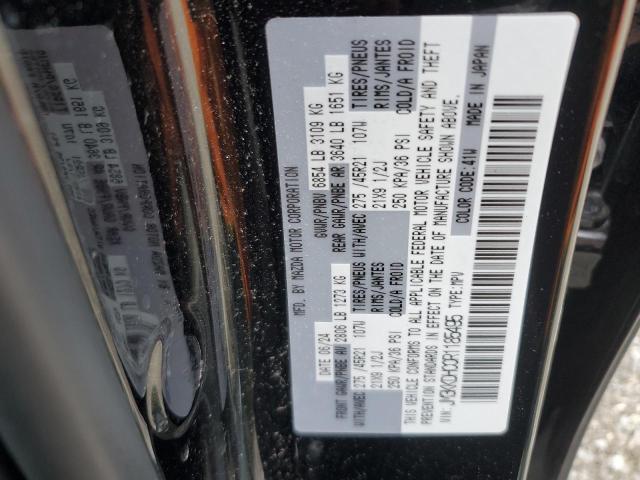 MFD. BY MAZDA MOTOR CORPORATION
DATE 06/24 GVWR/PNBV 6854 LB 3109 KG
FRONT GAWR/PNBE AV 2806 LB 1273 KG REAR GAWR/PNBE AR 3640 LB 1651 KG
WITH/AVEC 275 /45R21 107W TIRES/PNEUS WITH/AVEC 275 /45R21 107W TIRES/PNEUS
21X9 1/2J RIMS/JANTES 21X9 1/2J RIMS/JANTES
250 KPA/36 PSI COLD/A FROID 250 KPA/36 PSI COLD/A FROID
THIS VEHICLE CONFORMS TO ALL APPLICABLE FEDERAL MOTOR VEHICLE SAFETY AND THEFT
PREVENTION STANDARDS IN EFFECT ON THE DATE OF MANUFACTURE SHOWN ABOVE.
VIN: TYPE: MPV COLOR CODE:41W MADE IN JAPAN